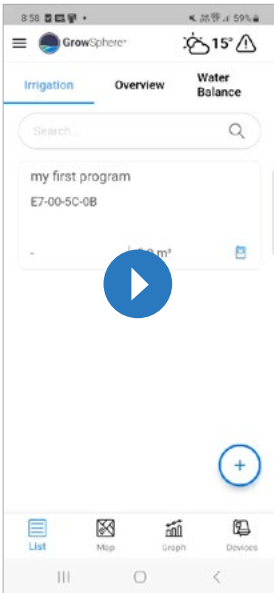 8:58
59%
GrowSphere
15°
Irrigation
Overview
Water
Balance
Search...
my first program
E7-00-5C-0B
-
m³
+
List
Map
Graph
Devices